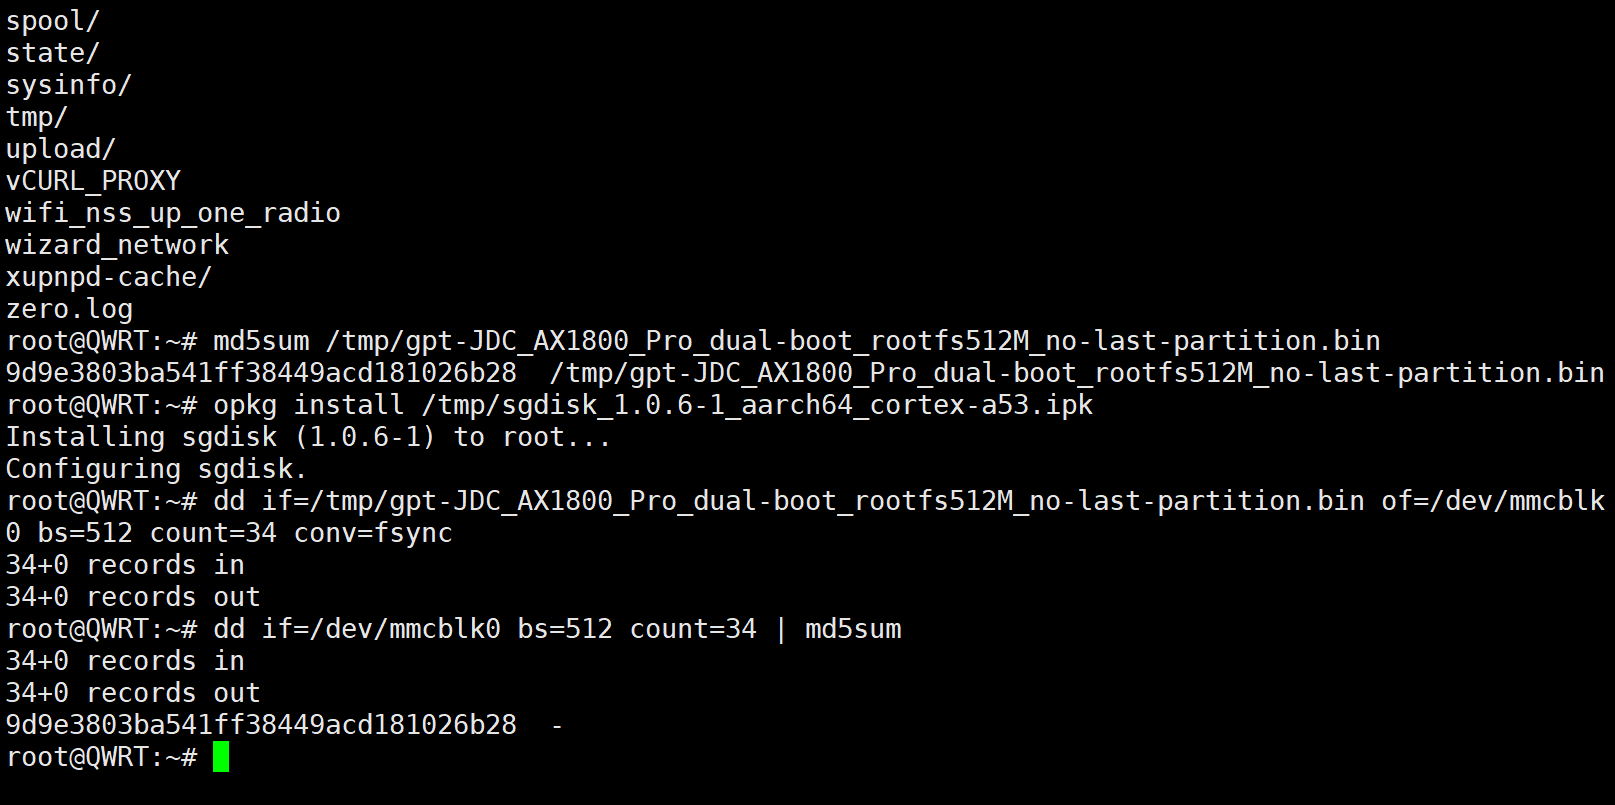 spool/
state/
sysinfo/
tmp/
upload/
vCURL_PROXY
wifi_nss_up_one_radio
wizard_network
xupnpd-cache/
zero.log
root@QWRT:~# md5sum /tmp/gpt-JDC_AX1800_Pro_dual-boot_rootfs512M_no-last-partition.bin
9d9e3803ba541ff38449acd181026b28  /tmp/gpt-JDC_AX1800_Pro_dual-boot_rootfs512M_no-last-partition.bin
root@QWRT:~# opkg install /tmp/sgdisk_1.0.6-1_aarch64_cortex-a53.ipk
Installing sgdisk (1.0.6-1) to root...
Configuring sgdisk.
root@QWRT:~# dd if=/tmp/gpt-JDC_AX1800_Pro_dual-boot_rootfs512M_no-last-partition.bin of=/dev/mmcblk
0 bs=512 count=34 conv=fsync
34+0 records in
34+0 records out
root@QWRT:~# dd if=/dev/mmcblk0 bs=512 count=34 | md5sum
34+0 records in
34+0 records out
9d9e3803ba541ff38449acd181026b28  -
root@QWRT:~#